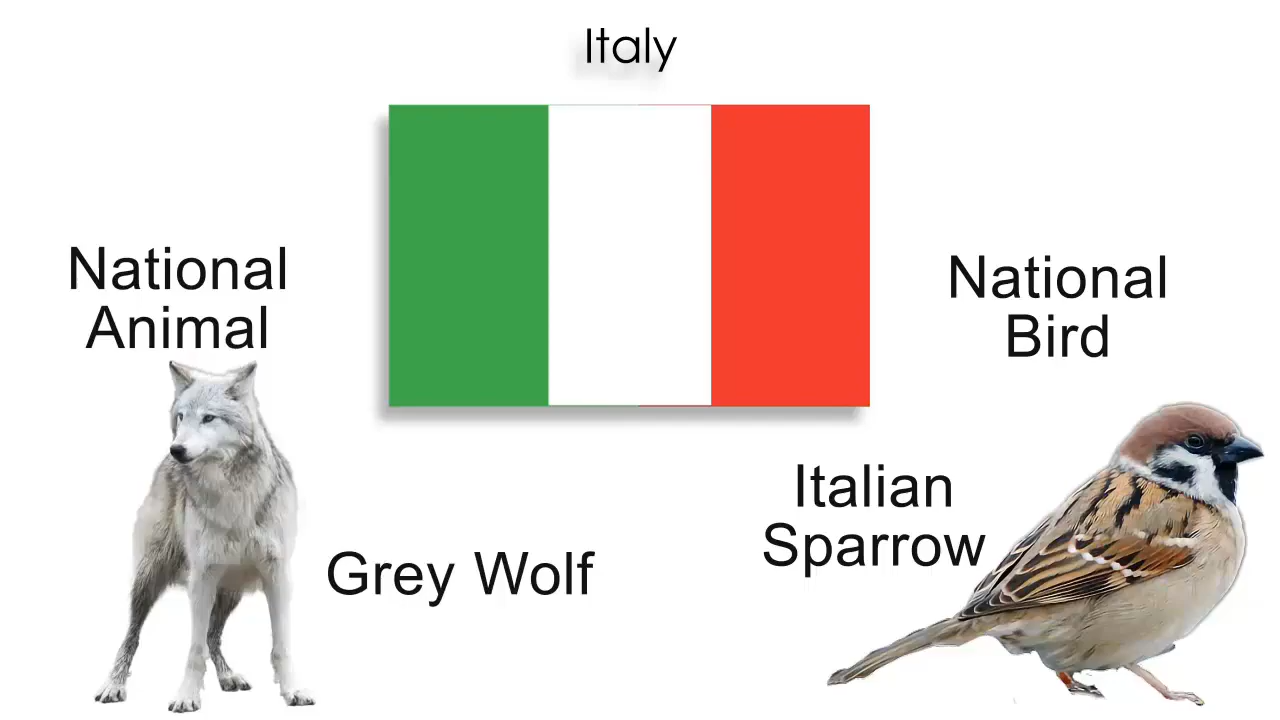 Italy
National
Animal
National
Bird
Italian
Sparrow
Grey Wolf